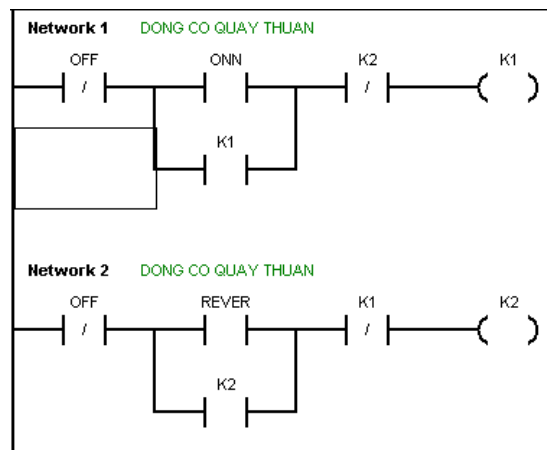 Network 1 DONG CO QUAY THUAN
OFF ONN K2 K1
K1
Network 2 DONG CO QUAY THUAN
OFF REVER K1 K2
K2